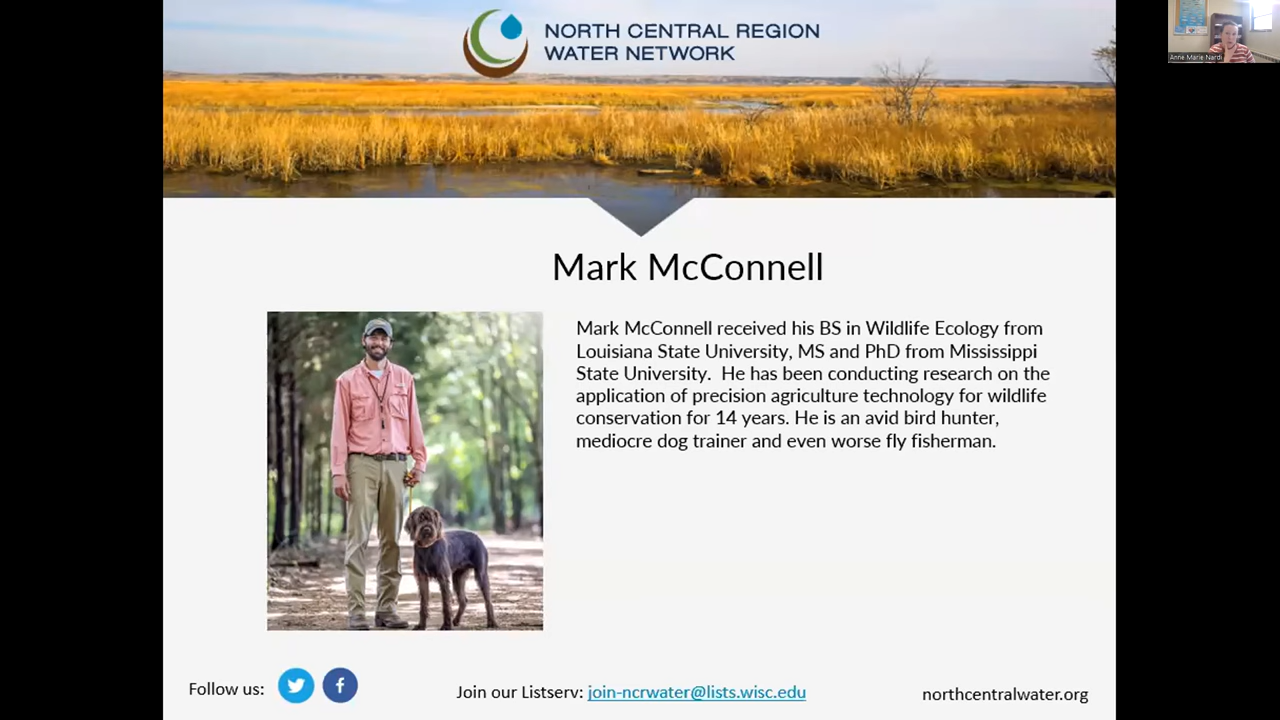 NORTH CENTRAL REGION
WATER NETWORK
Anne Marie Nardi
Mark McConnell
Mark McConnell received his BS in Wildlife Ecology from
Louisiana State University, MS and PhD from Mississippi
State University.  He has been conducting research on the
application of precision agriculture technology for wildlife
conservation for 14 years. He is an avid bird hunter,
mediocre dog trainer and even worse fly fisherman.
Follow us:
Join our Listserv: join-ncrwater@lists.wisc.edu
northcentralwater.org